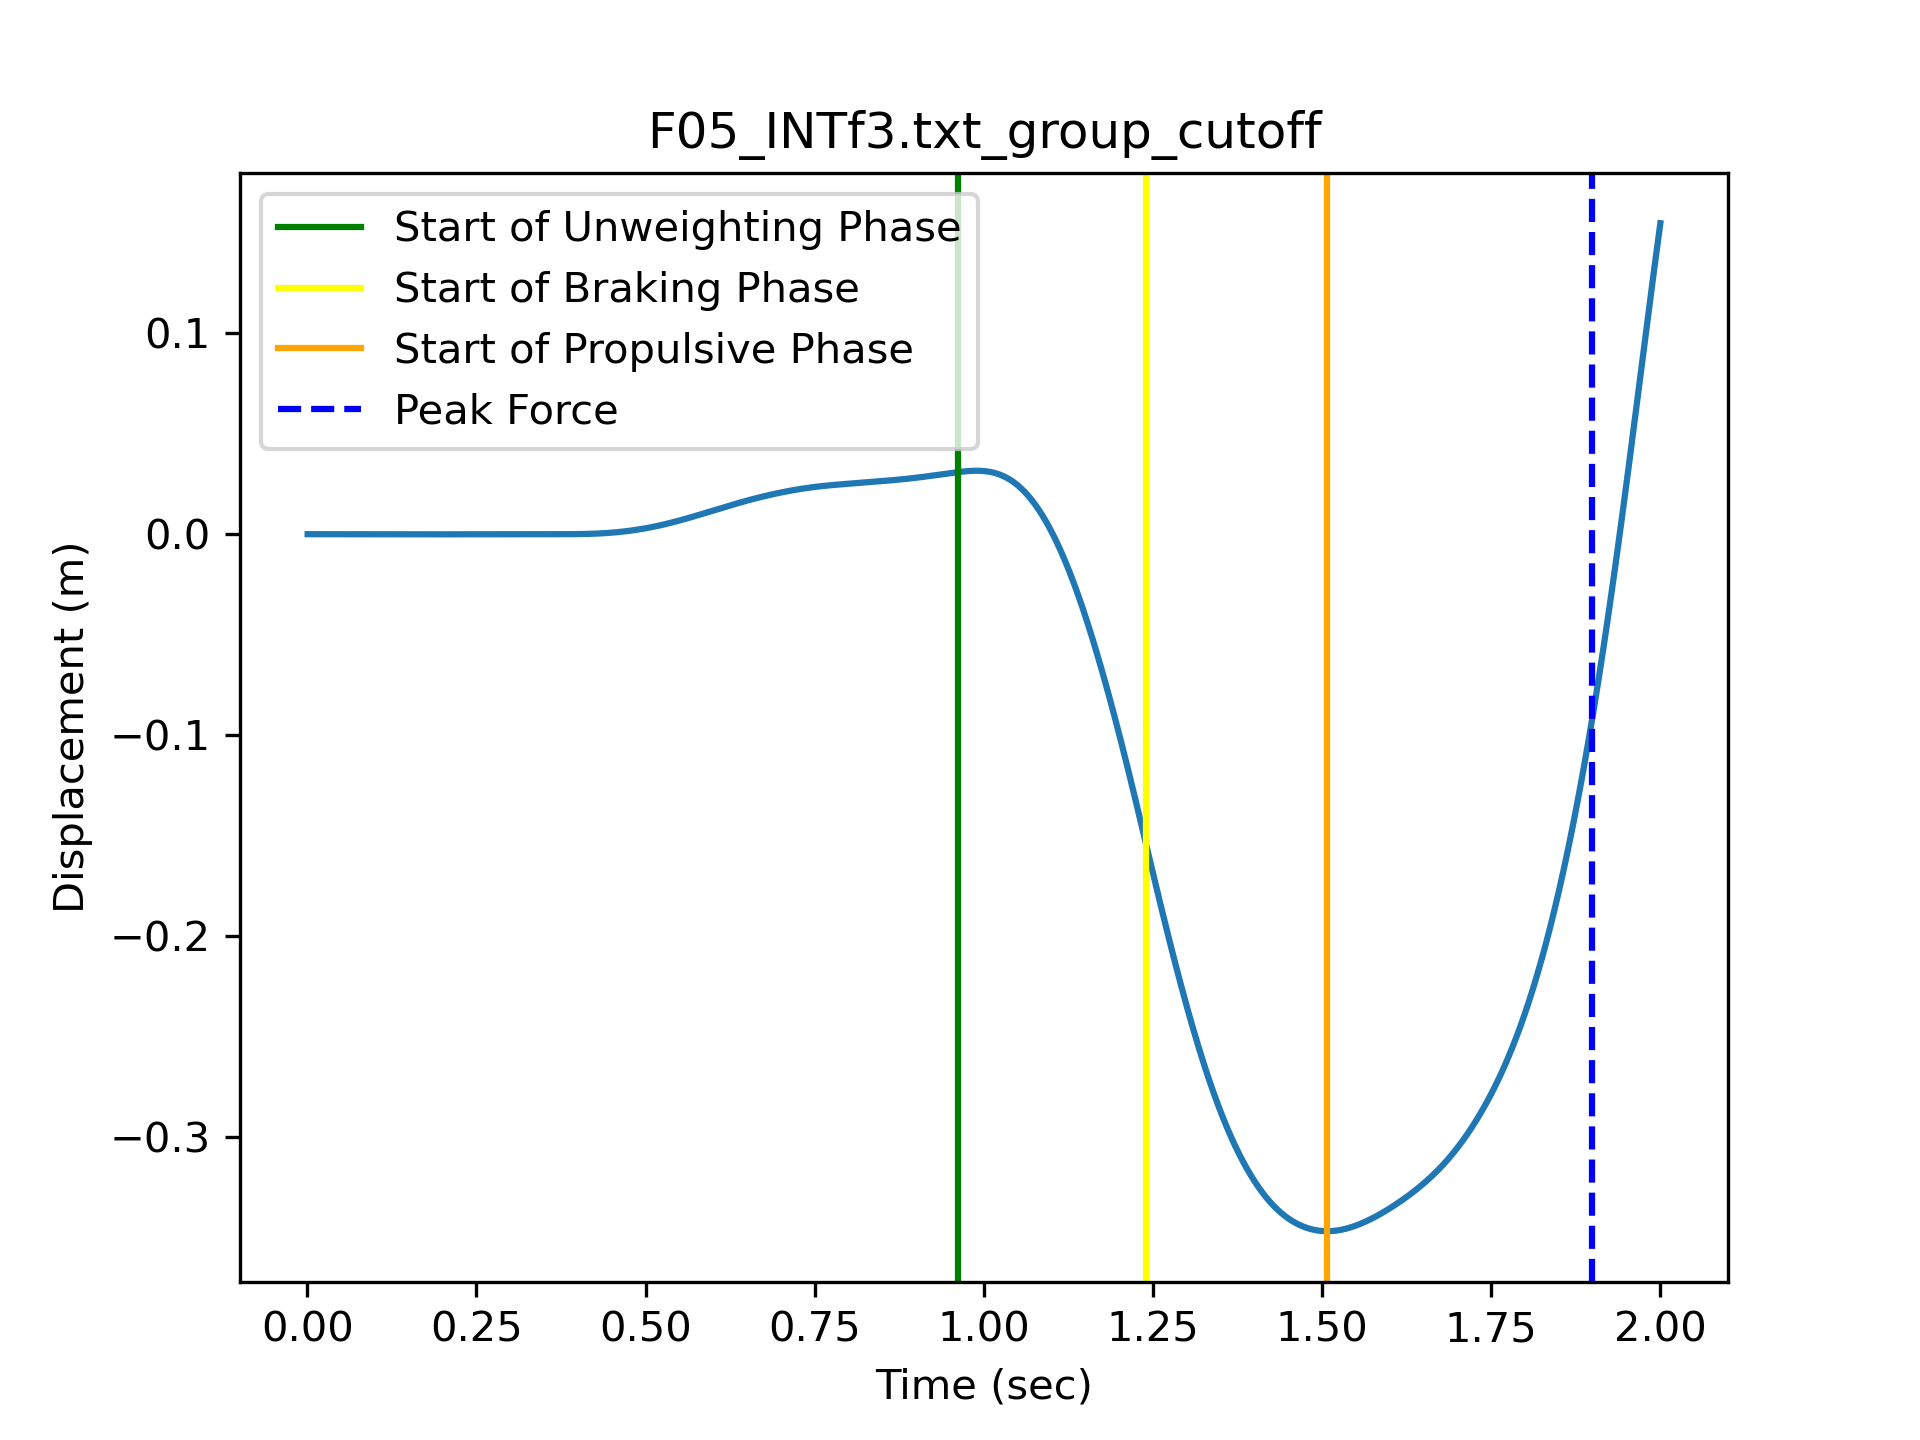 F05_INTf3.txt_group_cutoff
Start of Unweighting Phase
Start of Braking Phase
Start of Propulsive Phase
Peak Force
Displacement (m)
0.1
0.0
−0.1
−0.2
−0.3
0.00 0.25 0.50 0.75 1.00 1.25 1.50 1.75 2.00
Time (sec)